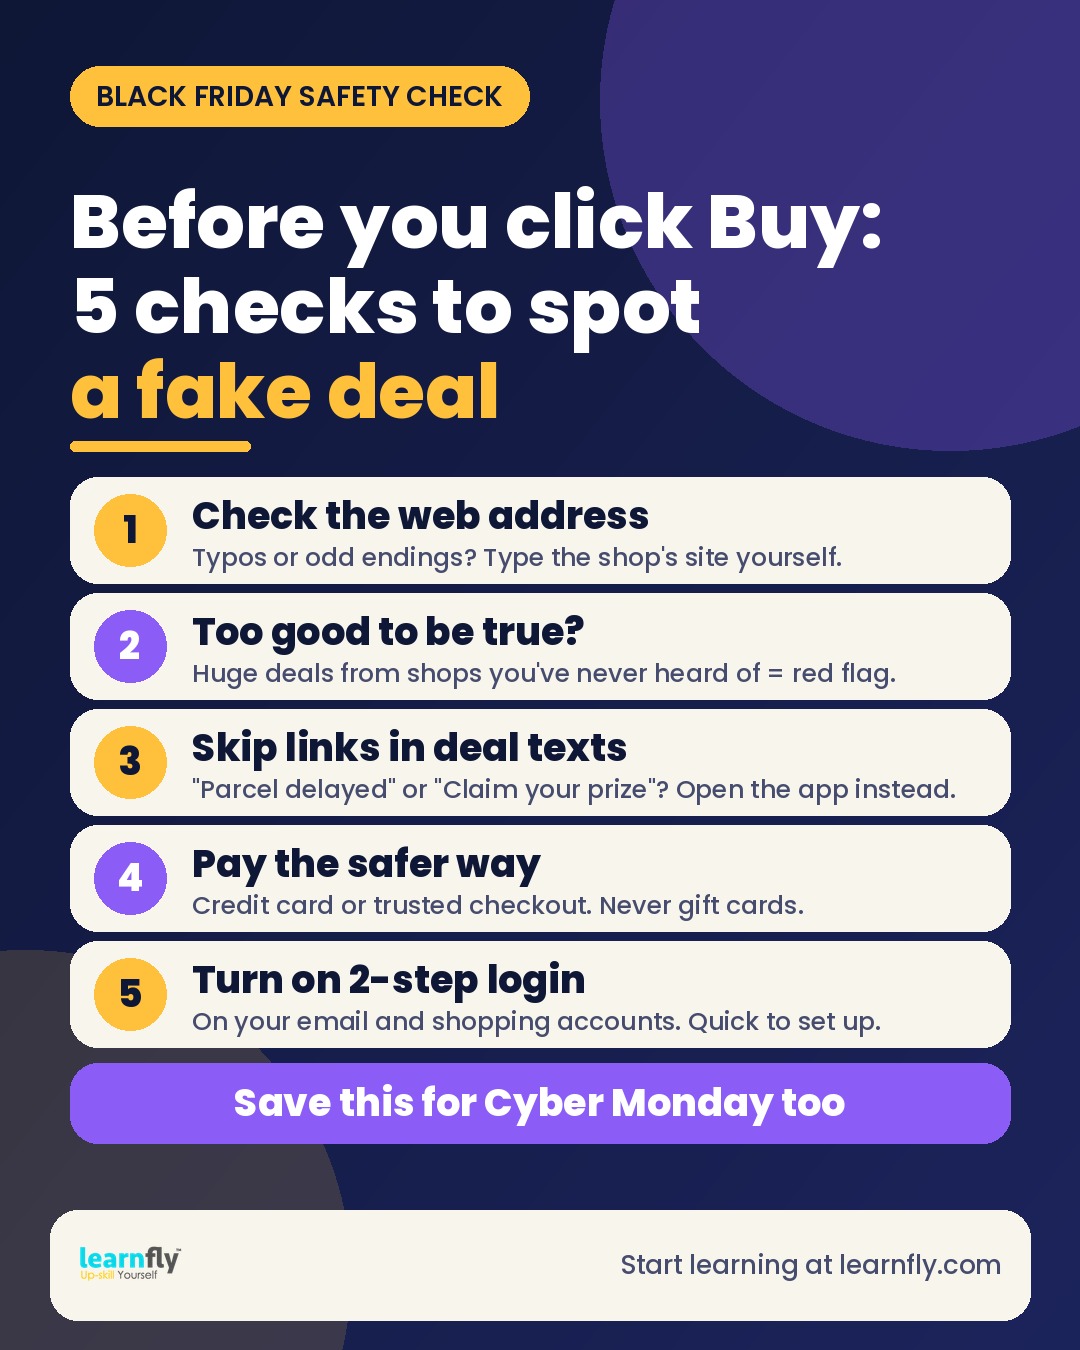 BLACK FRIDAY SAFETY CHECK
Before you click Buy:
5 checks to spot
a fake deal
1
Check the web address
Typos or odd endings? Type the shop's site yourself.
2
Too good to be true?
Huge deals from shops you've never heard of = red flag.
3
Skip links in deal texts
"Parcel delayed" or "Claim your prize"? Open the app instead.
4
Pay the safer way
Credit card or trusted checkout. Never gift cards.
5
Turn on 2-step login
On your email and shopping accounts. Quick to set up.
Save this for Cyber Monday too
learnfly™
Up-skill Yourself
Start learning at learnfly.com